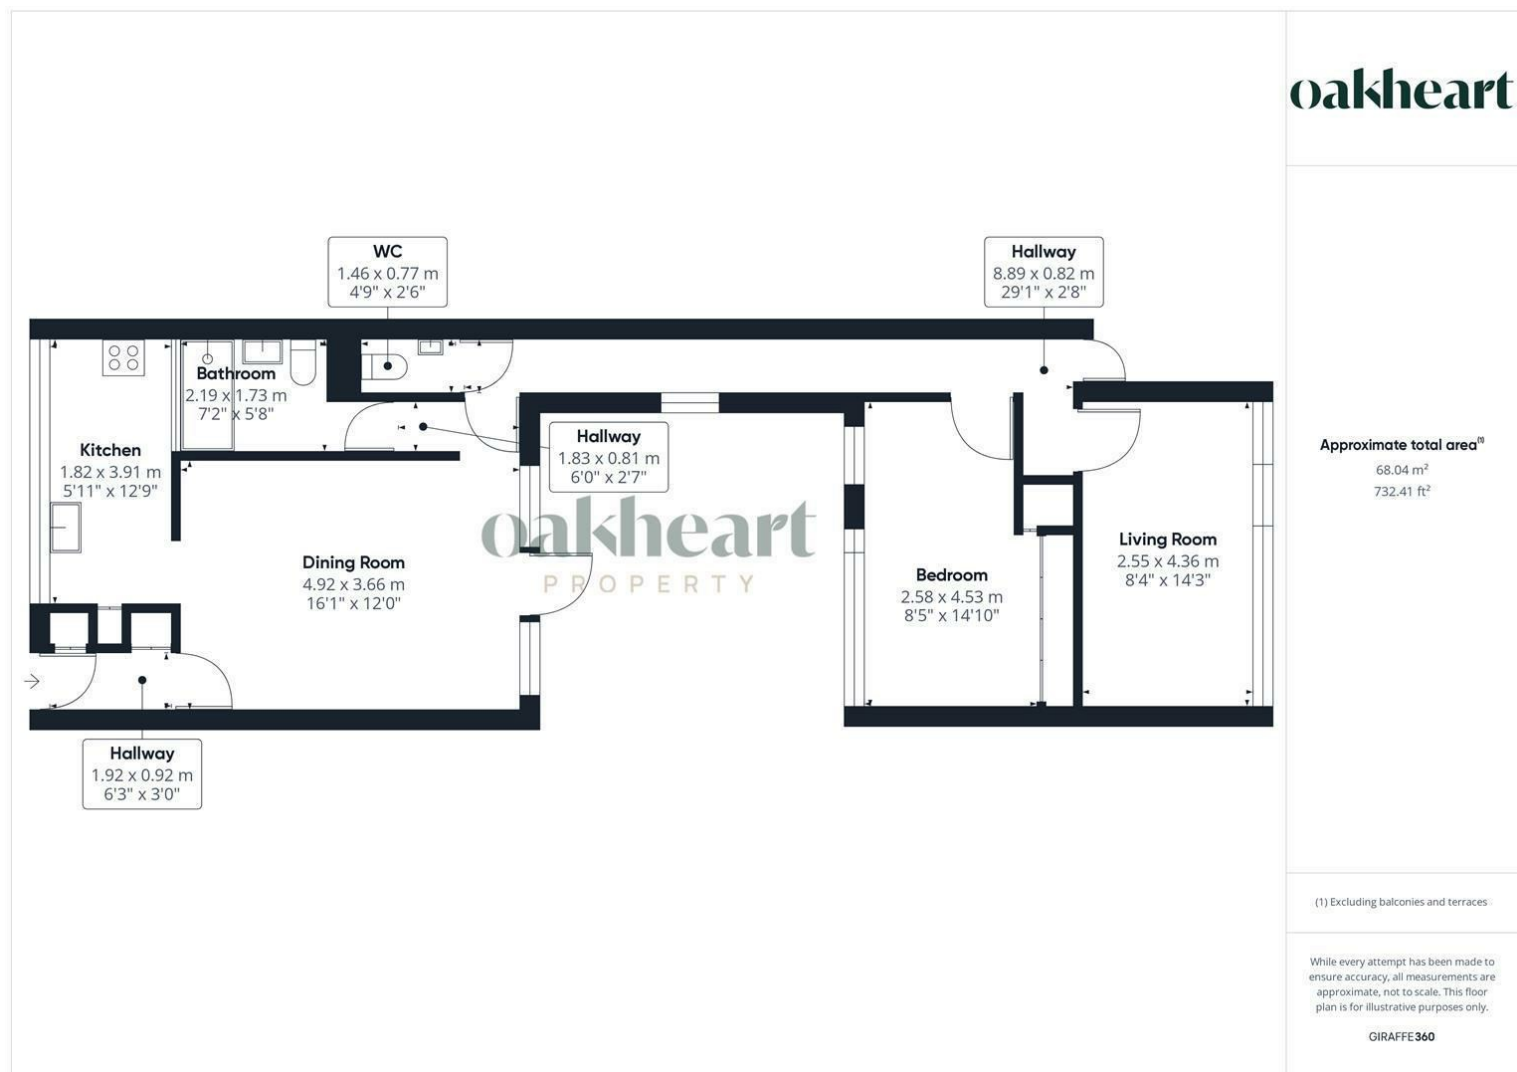 oakheart
WC
1.46 x 0.77 m
4'9" x 2'6"
Hallway
8.89 x 0.82 m
29'1" x 2'8"
Bathroom
2.19 x 1.73 m
7'2" x 5'8"
Kitchen
1.82 x 3.91 m
5'11" x 12'9"
Hallway
1.83 x 0.81 m
6'0" x 2'7"
oakheart
PROPERTY
Dining Room
4.92 x 3.66 m
16'1" x 12'0"
Bedroom
2.58 x 4.53 m
8'5" x 14'10"
Living Room
2.55 x 4.36 m
8'4" x 14'3"
Hallway
1.92 x 0.92 m
6'3" x 3'0"
Approximate total area(1)
68.04 m²
732.41 ft²
(1) Excluding balconies and terraces
While every attempt has been made to
ensure accuracy, all measurements are
approximate, not to scale. This floor
plan is for illustrative purposes only.
GIRAFFE360